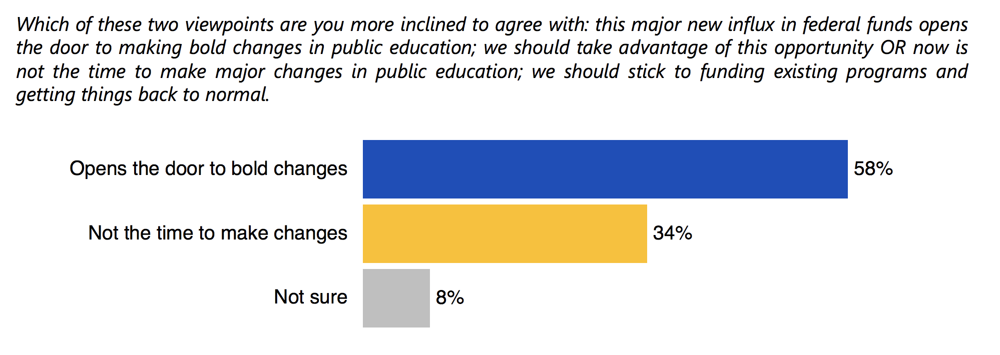 Which of these two viewpoints are you more inclined to agree with: this major new influx in federal funds opens
the door to making bold changes in public education; we should take advantage of this opportunity OR now is
not the time to make major changes in public education; we should stick to funding existing programs and
getting things back to normal.
Opens the door to bold changes 58%
Not the time to make changes 34%
Not sure 8%